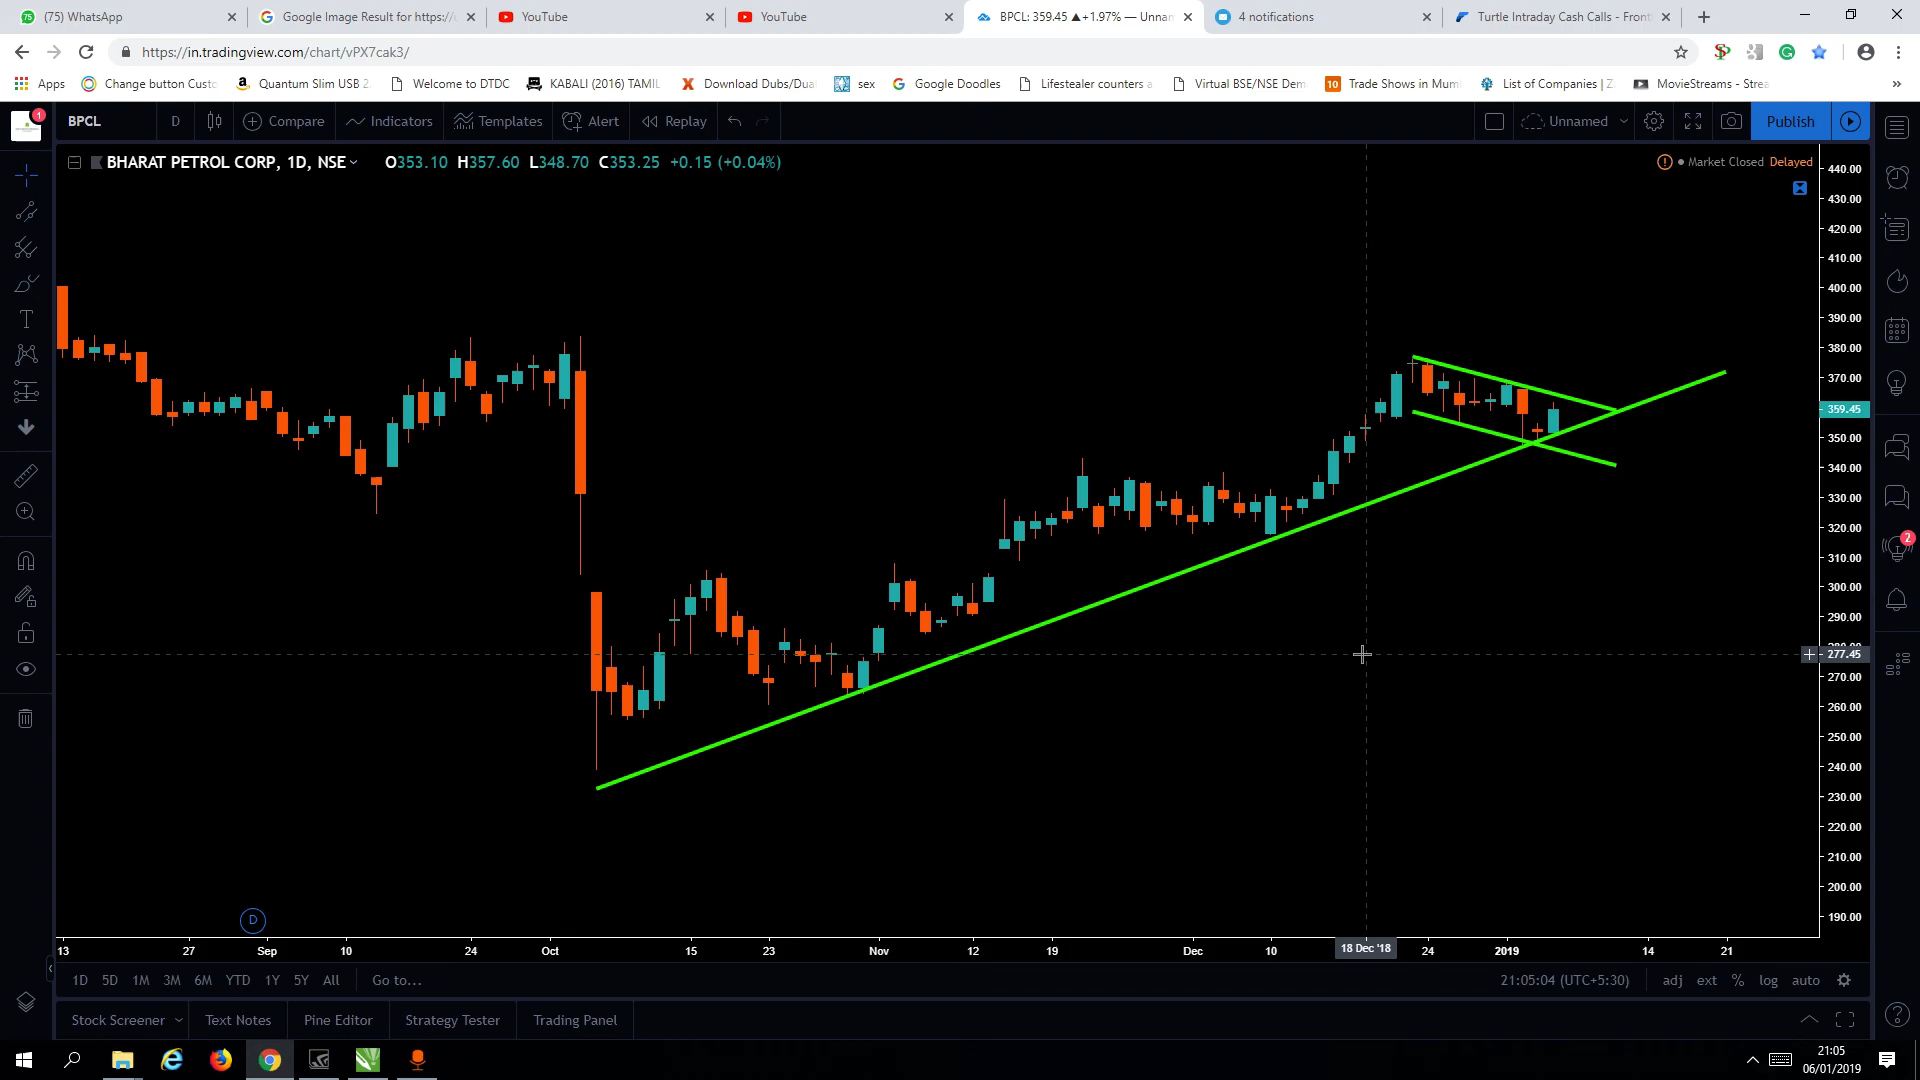 (75) WhatsApp
Google Image Result for https://
YouTube
YouTube
BPCL: 359.45 ▲+1.97% — Unnam
4 notifications
Turtle Intraday Cash Calls - Front
https://in.tradingview.com/chart/vPX7cak3/
Apps
Change button Custo
Quantum Slim USB 2
Welcome to DTDC
KABALI (2016) TAMIL
Download Dubs/Dua
sex
Google Doodles
Lifestealer counters a
Virtual BSE/NSE Dem
10
Trade Shows in Mum
List of Companies | Z
MovieStreams - Strea
»
1
BPCL
D
Compare
Indicators
Templates
Alert
Replay
Unnamed
Publish
BHARAT PETROL CORP, 1D, NSE
O353.10 H357.60 L348.70 C353.25 +0.15 (+0.04%)
Market Closed Delayed
440.00
430.00
420.00
410.00
400.00
390.00
380.00
370.00
359.45
350.00
340.00
330.00
320.00
310.00
300.00
290.00
277.45
270.00
260.00
250.00
240.00
230.00
220.00
210.00
200.00
190.00
2
D
13 27 Sep 10 24 Oct 15 23 Nov 12 19 Dec 10 18 Dec '18 24 2019 14 21
1D 5D 1M 3M 6M YTD 1Y 5Y All Go to...
21:05:04 (UTC+5:30) adj ext % log auto
Stock Screener Text Notes Pine Editor Strategy Tester Trading Panel
21:05
06/01/2019